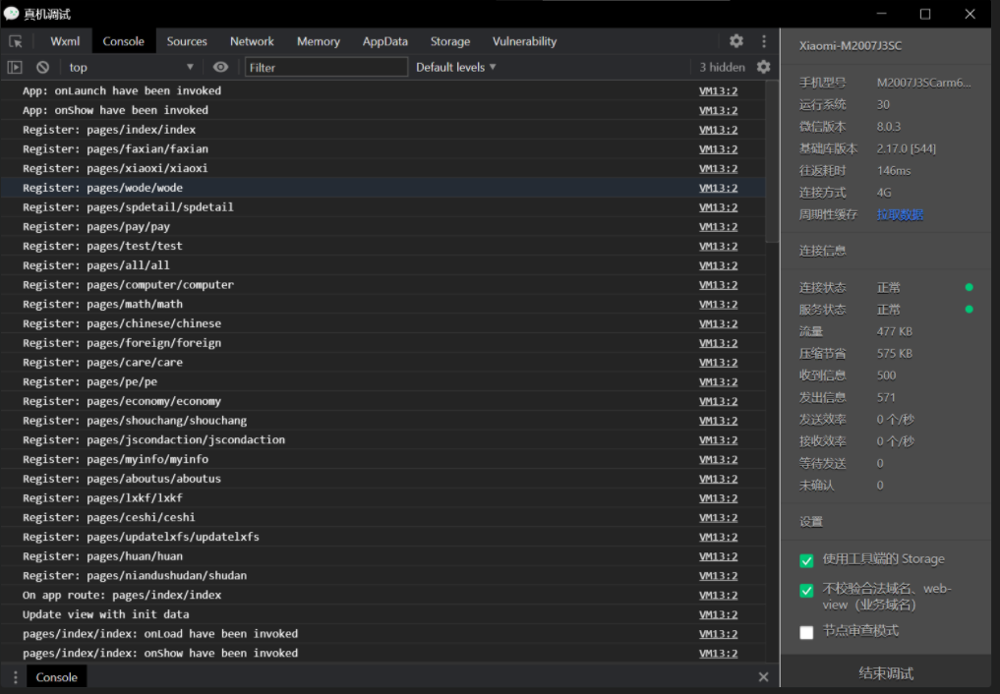 真机调试
Wxml Console Sources Network Memory AppData Storage Vulnerability
top Filter Default levels 3 hidden
App: onLaunch have been invoked VM13:2
App: onShow have been invoked VM13:2
Register: pages/index/index VM13:2
Register: pages/faxian/faxian VM13:2
Register: pages/xiaoxi/xiaoxi VM13:2
Register: pages/wode/wode VM13:2
Register: pages/spdetail/spdetail VM13:2
Register: pages/pay/pay VM13:2
Register: pages/test/test VM13:2
Register: pages/all/all VM13:2
Register: pages/computer/computer VM13:2
Register: pages/math/math VM13:2
Register: pages/chinese/chinese VM13:2
Register: pages/foreign/foreign VM13:2
Register: pages/care/care VM13:2
Register: pages/pe/pe VM13:2
Register: pages/economy/economy VM13:2
Register: pages/shouchang/shouchang VM13:2
Register: pages/jscondaction/jscondaction VM13:2
Register: pages/myinfo/myinfo VM13:2
Register: pages/aboutus/aboutus VM13:2
Register: pages/lxkf/lxkf VM13:2
Register: pages/ceshi/ceshi VM13:2
Register: pages/updatelxfs/updatelxfs VM13:2
Register: pages/huan/huan VM13:2
Register: pages/niandushudan/shudan VM13:2
On app route: pages/index/index VM13:2
Update view with init data VM13:2
pages/index/index: onLoad have been invoked VM13:2
pages/index/index: onShow have been invoked VM13:2
Console
Xiaomi-M2007J3SC
手机型号 M2007J3SCarm6...
运行系统 30
微信版本 8.0.3
基础库版本 2.17.0 [544]
往返耗时 146ms
连接方式 4G
周期性缓存 拉取数据
连接信息
连接状态 正常
服务状态 正常
流量 477 KB
压缩节省 575 KB
收到信息 500
发出信息 571
发送效率 0 个/秒
接收效率 0 个/秒
等待发送 0
未确认 0
设置
使用工具端的 Storage
不校验合法域名、web-
view（业务域名）
节点审查模式
结束调试